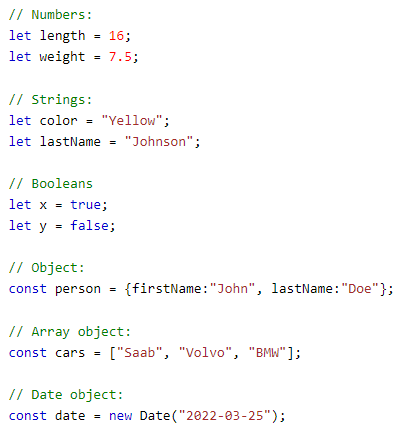 // Numbers:
let length = 16;
let weight = 7.5;

// Strings:
let color = "Yellow";
let lastName = "Johnson";

// Booleans
let x = true;
let y = false;

// Object:
const person = {firstName:"John", lastName:"Doe"};

// Array object:
const cars = ["Saab", "Volvo", "BMW"];

// Date object:
const date = new Date("2022-03-25");